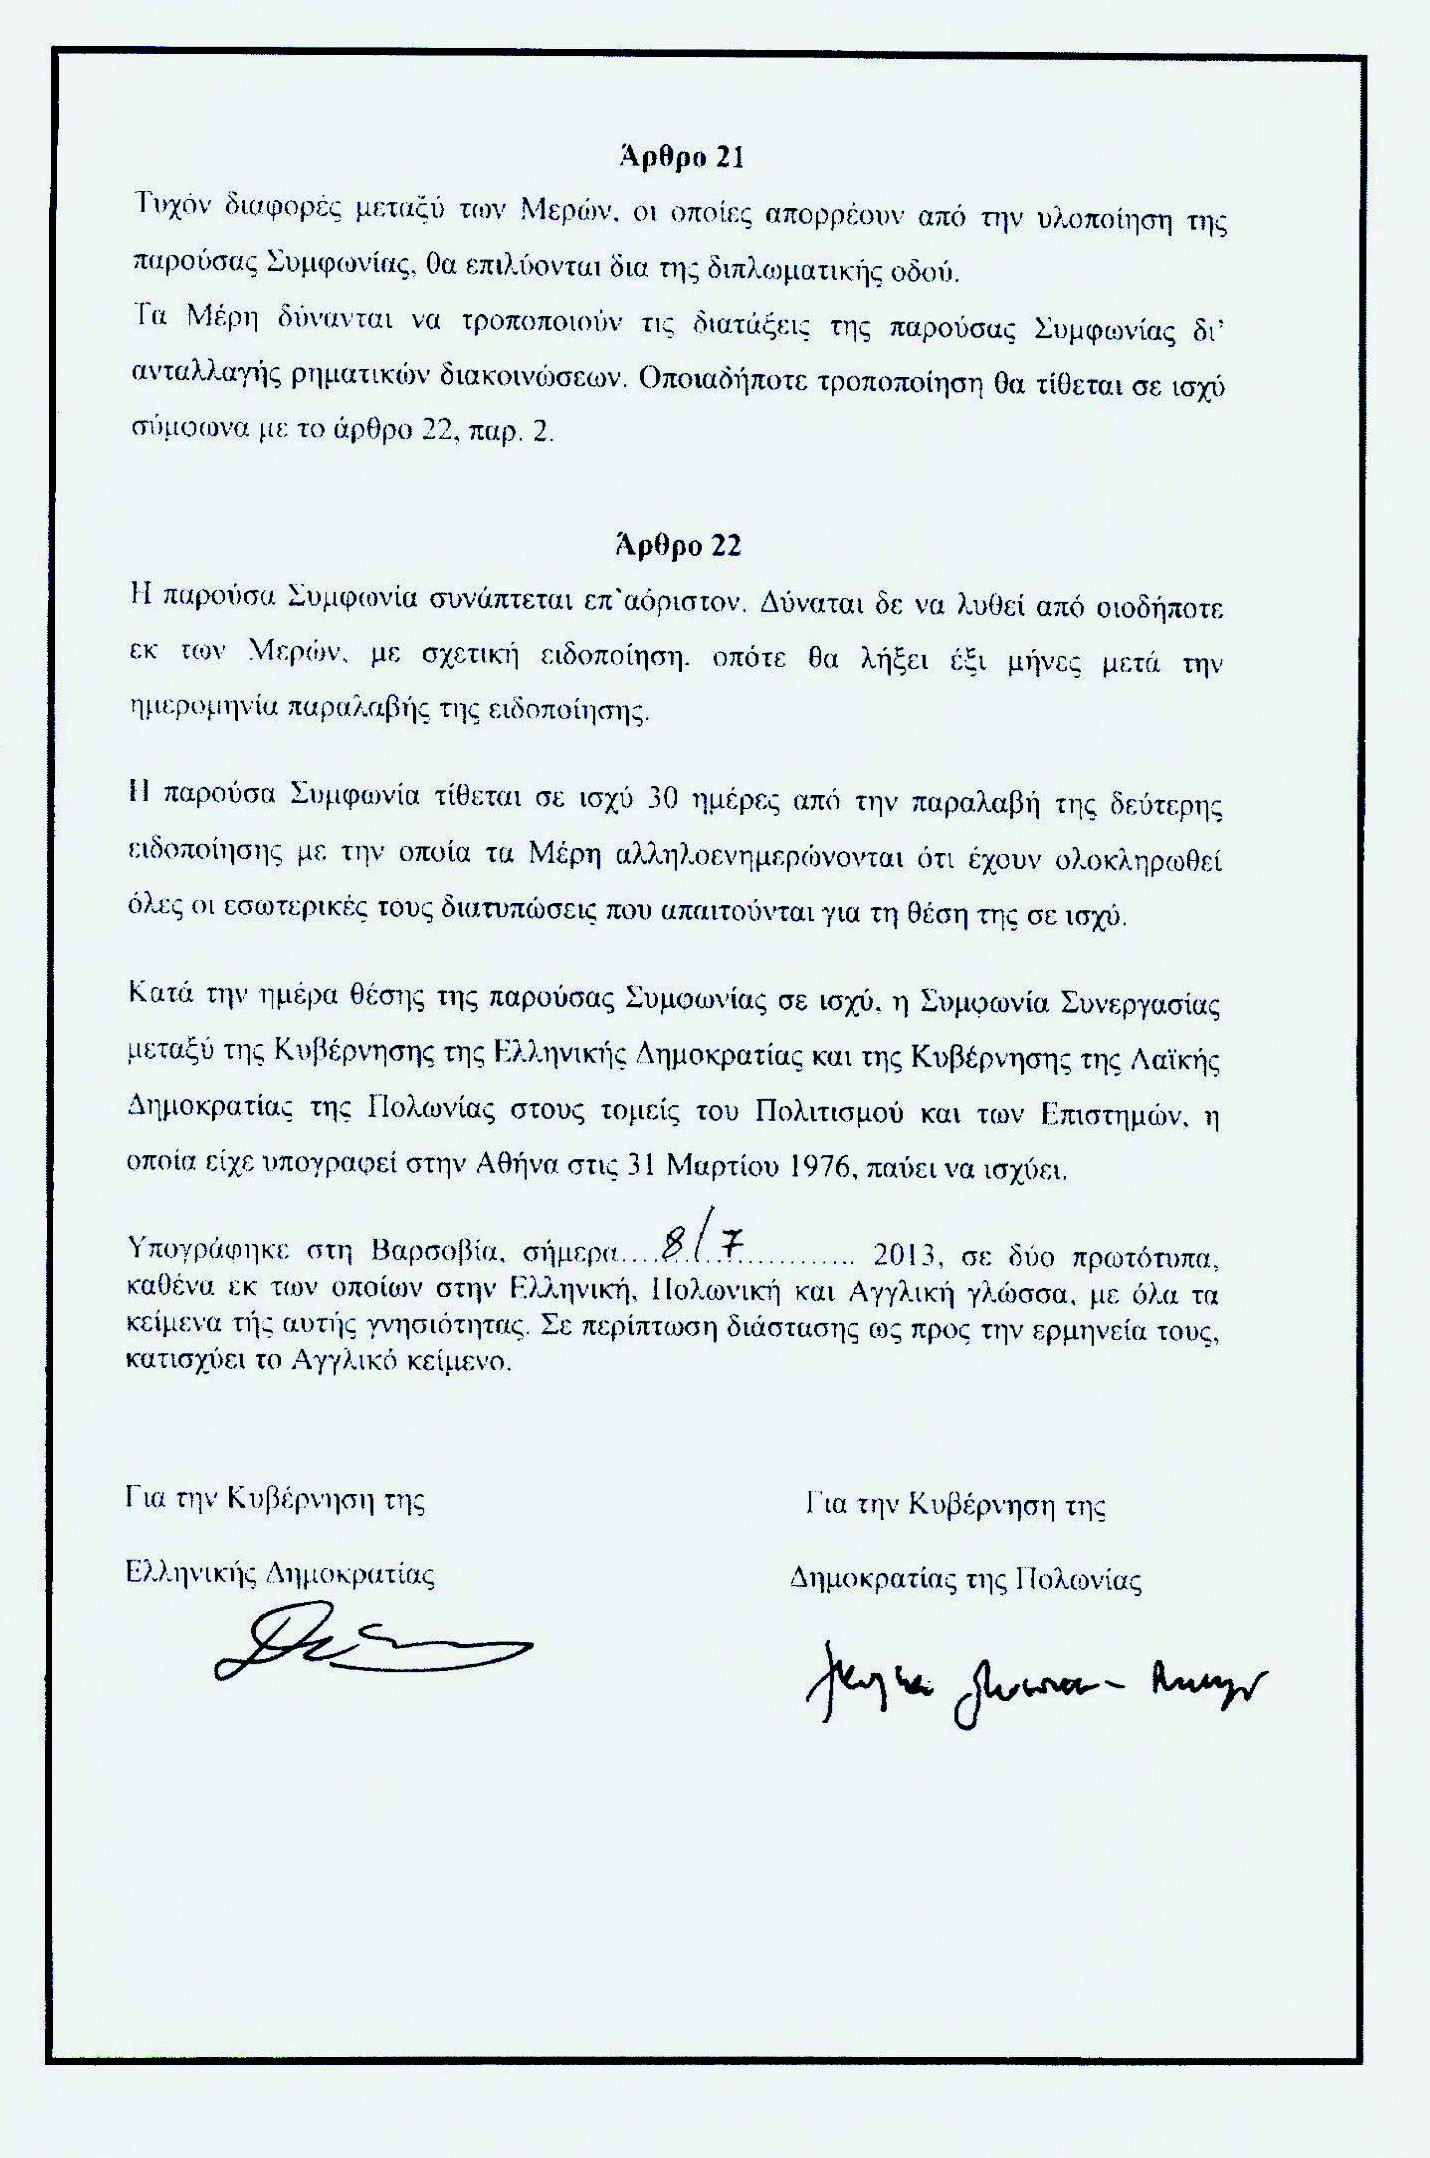 Άρθρο 21
Τυχόν διαφορές μεταξύ των Μερών, οι οποίες απορρέουν από την υλοποίηση της
παρούσας Συμφωνίας, θα επιλύονται δια της διπλωματικής οδού.
Τα Μέρη δύνανται να τροποποιούν τις διατάξεις της παρούσας Συμφωνίας δι’
ανταλλαγής ρηματικών διακοινώσεων. Οποιαδήποτε τροποποίηση θα τίθεται σε ισχύ
σύμφωνα με το άρθρο 22, παρ. 2.
Άρθρο 22
Η παρούσα Συμφωνία συνάπτεται επ`αόριστον. Δύναται δε να λυθεί από οιοδήποτε
εκ των Μερών, με σχετική ειδοποίηση, οπότε θα λήξει έξι μήνες μετά την
ημερομηνία παραλαβής της ειδοποίησης.
Η παρούσα Συμφωνία τίθεται σε ισχύ 30 ημέρες από την παραλαβή της δεύτερης
ειδοποίησης με την οποία τα Μέρη αλληλοενημερώνονται ότι έχουν ολοκληρωθεί
όλες οι εσωτερικές τους διατυπώσεις που απαιτούνται για τη θέση της σε ισχύ.
Κατά την ημέρα θέσης της παρούσας Συμφωνίας σε ισχύ, η Συμφωνία Συνεργασίας
μεταξύ της Κυβέρνησης της Ελληνικής Δημοκρατίας και της Κυβέρνησης της Λαϊκής
Δημοκρατίας της Πολωνίας στους τομείς του Πολιτισμού και των Επιστημών, η
οποία είχε υπογραφεί στην Αθήνα στις 31 Μαρτίου 1976, παύει να ισχύει.
Υπογράφηκε στη Βαρσοβία, σήμερα....8/7............ 2013, σε δύο πρωτότυπα,
καθένα εκ των οποίων στην Ελληνική, Πολωνική και Αγγλική γλώσσα, με όλα τα
κείμενα τής αυτής γνησιότητας. Σε περίπτωση διάστασης ως προς την ερμηνεία τους,
κατισχύει το Αγγλικό κείμενο.
Για την Κυβέρνηση της
Ελληνικής Δημοκρατίας
Για την Κυβέρνηση της
Δημοκρατίας της Πολωνίας